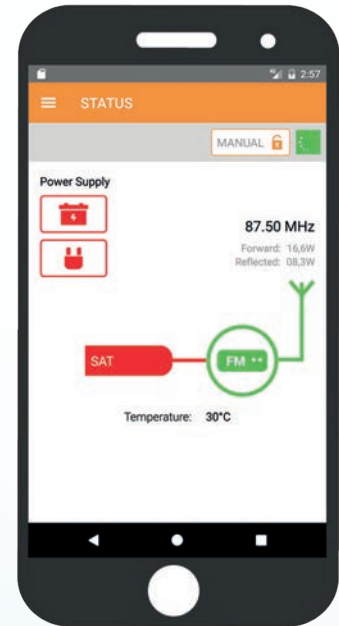 2:57
STATUS
MANUAL
Power Supply
87.50 MHz
Forward: 16,6W
Reflected: 08,3W
SAT
FM
Temperature: 30°C